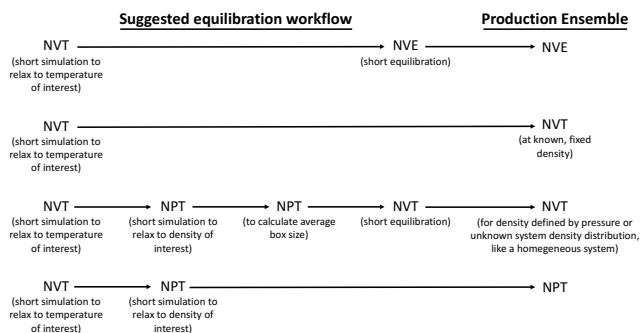 Suggested equilibration workflow
Production Ensemble
NVT
NVE
NVE
(short simulation to
relax to temperature
of interest)
(short equilibration)
NVT
NVT
(short simulation to
relax to temperature
of interest)
(at known, fixed
density)
NVT
NPT
NPT
NVT
NVT
(short simulation to
relax to temperature
of interest)
(short simulation to
relax to density of
interest)
(to calculate average
box size)
(short equilibration)
(for density defined by pressure or
unknown system density distribution,
like a homogeneous system)
NVT
NPT
NPT
(short simulation to
relax to temperature
of interest)
(short simulation to
relax to density of
interest)